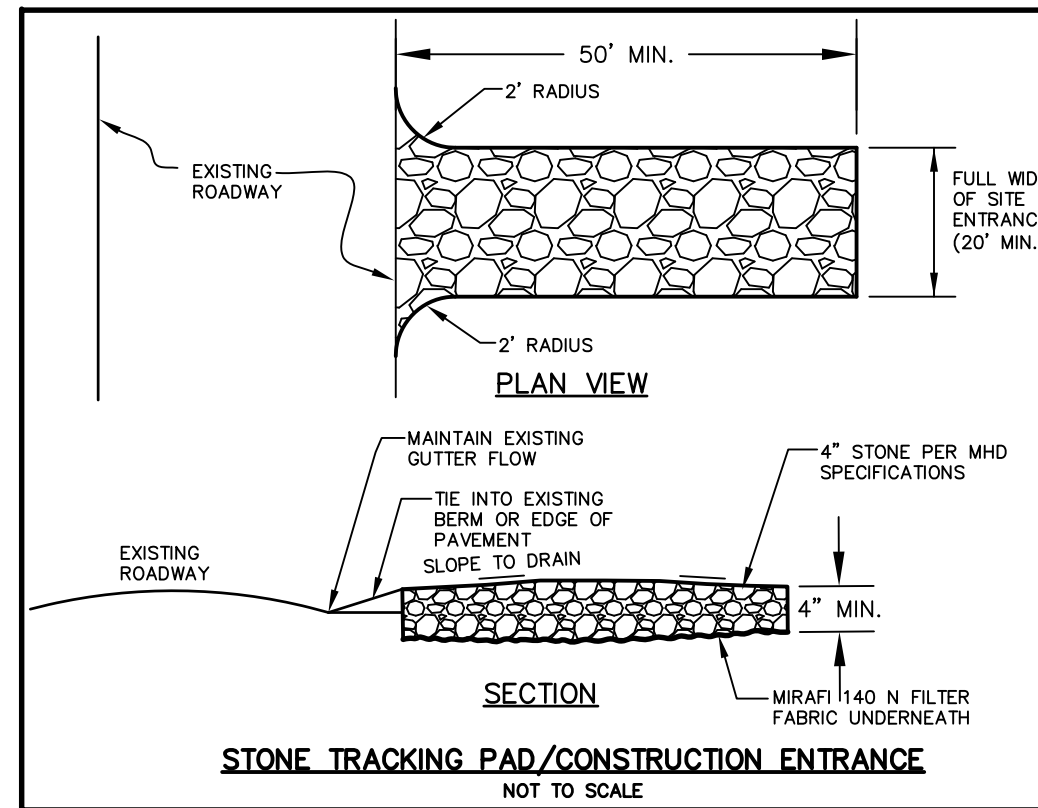 50' MIN.
2' RADIUS
EXISTING
ROADWAY
FULL WID
OF SITE
ENTRANC
(20' MIN.
2' RADIUS
PLAN VIEW
MAINTAIN EXISTING
GUTTER FLOW
4" STONE PER MHD
SPECIFICATIONS
TIE INTO EXISTING
BERM OR EDGE OF
PAVEMENT
SLOPE TO DRAIN
EXISTING
ROADWAY
4" MIN.
SECTION
MIRAFI 140 N FILTER
FABRIC UNDERNEATH
STONE TRACKING PAD/CONSTRUCTION ENTRANCE
NOT TO SCALE